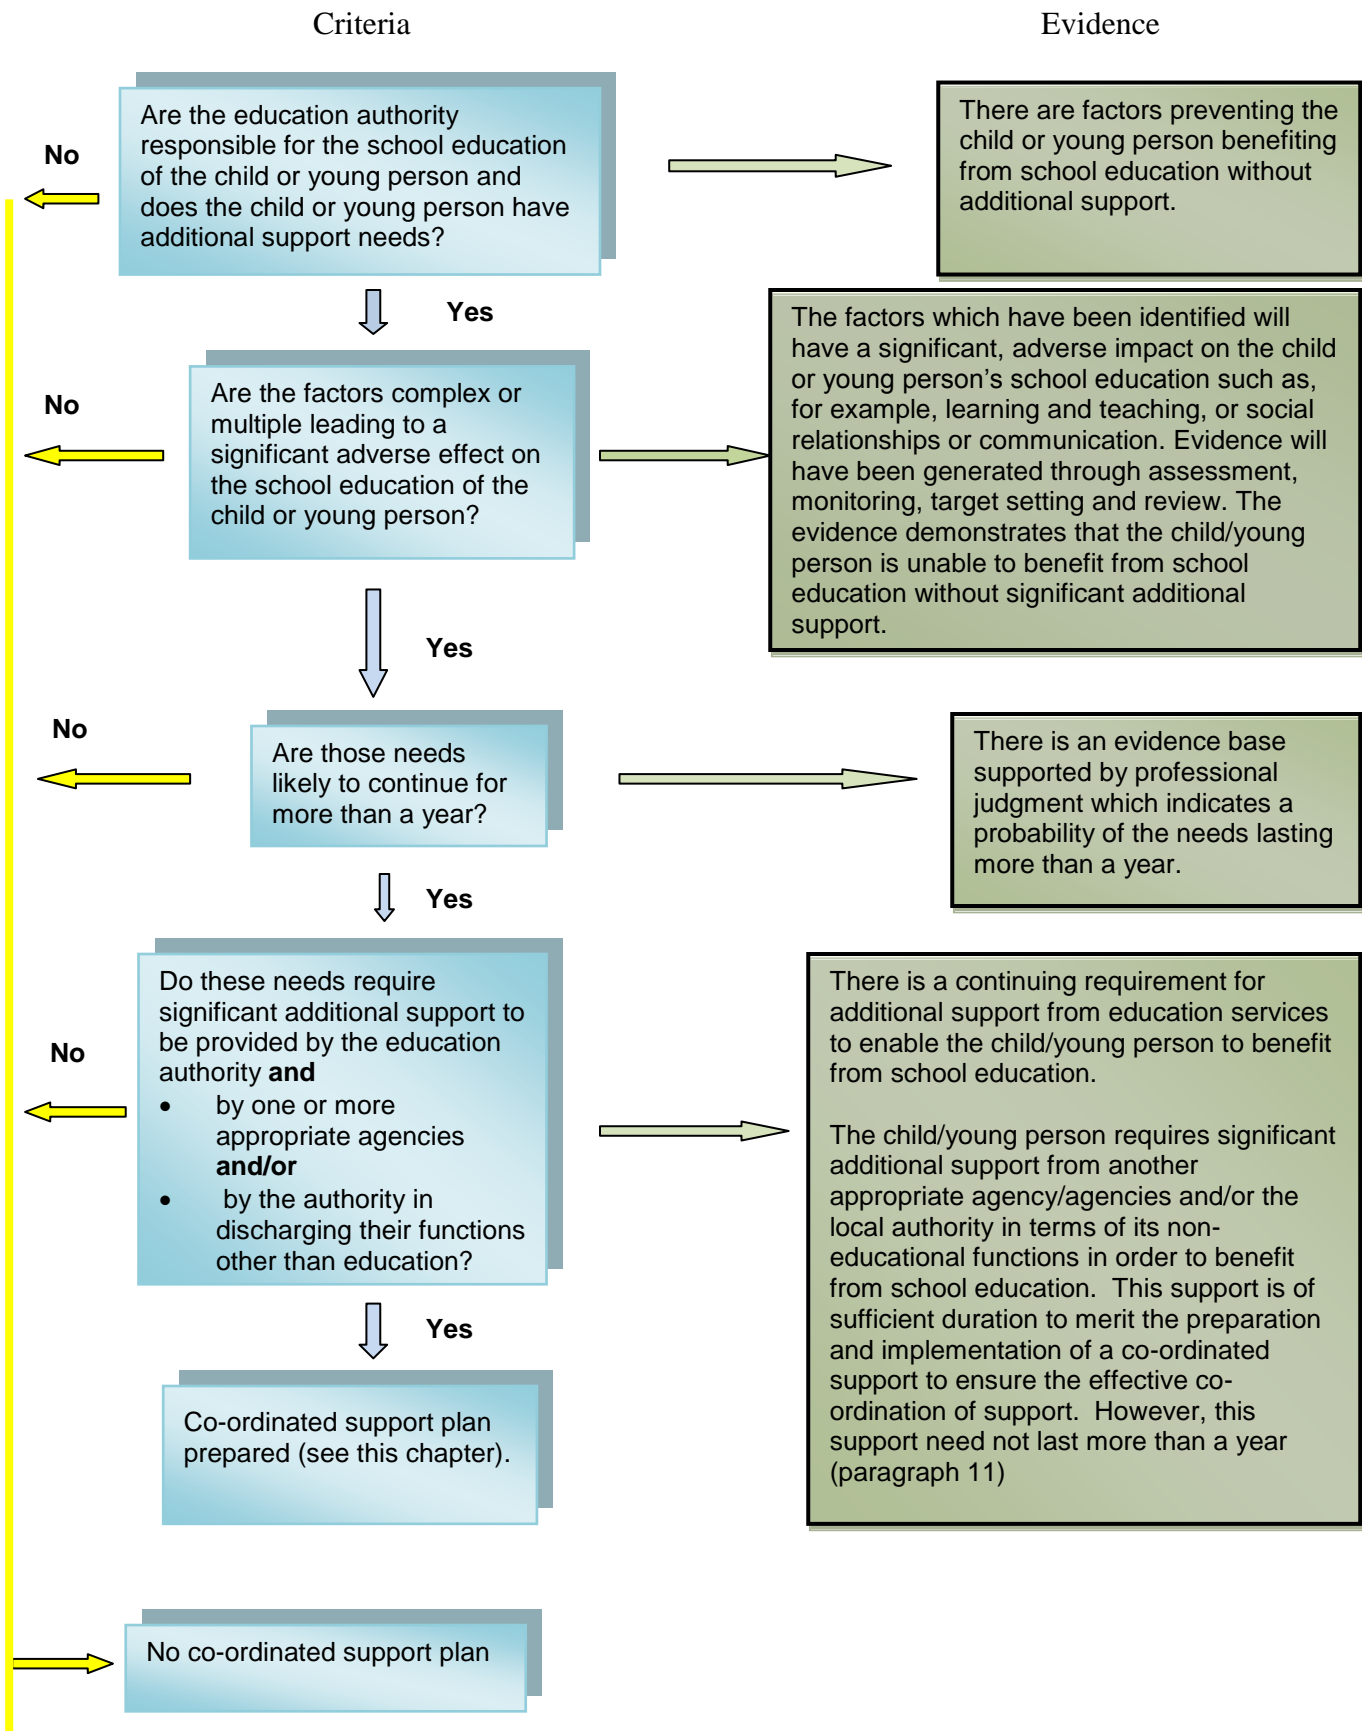 Criteria
Evidence
Are the education authority
responsible for the school education
of the child or young person and
does the child or young person have
additional support needs?
No
There are factors preventing the
child or young person benefiting
from school education without
additional support.
Yes
Are the factors complex or
multiple leading to a
significant adverse effect on
the school education of the
child or young person?
No
The factors which have been identified will
have a significant, adverse impact on the child
or young person’s school education such as,
for example, learning and teaching, or social
relationships or communication. Evidence will
have been generated through assessment,
monitoring, target setting and review. The
evidence demonstrates that the child/young
person is unable to benefit from school
education without significant additional
support.
Yes
No
Are those needs
likely to continue for
more than a year?
There is an evidence base
supported by professional
judgment which indicates a
probability of the needs lasting
more than a year.
Yes
Do these needs require
significant additional support to
be provided by the education
authority and
• by one or more
appropriate agencies
and/or
• by the authority in
discharging their functions
other than education?
No
There is a continuing requirement for
additional support from education services
to enable the child/young person to benefit
from school education.
The child/young person requires significant
additional support from another
appropriate agency/agencies and/or the
local authority in terms of its non-
educational functions in order to benefit
from school education.  This support is of
sufficient duration to merit the preparation
and implementation of a co-ordinated
support to ensure the effective co-
ordination of support.  However, this
support need not last more than a year
(paragraph 11)
Yes
Co-ordinated support plan
prepared (see this chapter).
No co-ordinated support plan